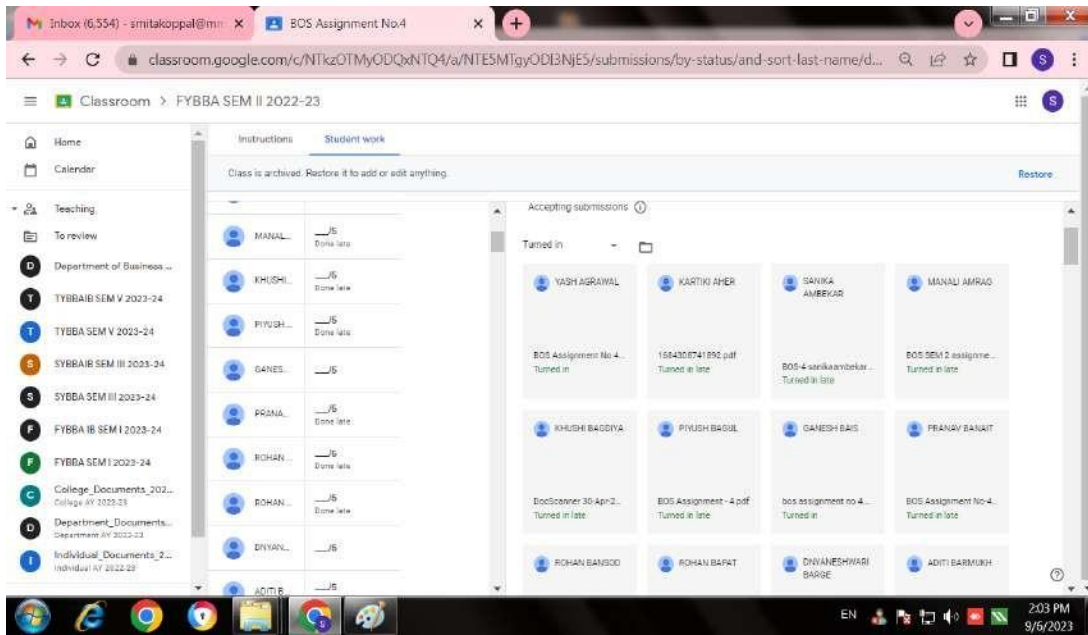 Inbox (6,554) - smitakoppal@mm
BOS Assignment No.4
classroom.google.com/c/NTkzOTMyODQxNTQ4/a/NTE5MTgyODI3NjE5/submissions/by-status/and-sort-last-name/d...
S
Classroom > FYBBA SEM II 2022-23
S
Home
Calendar
Teaching
To review
D Department of Business ...
T TYBBAIB SEM V 2023-24
T TYBBA SEM V 2023-24
S SYBBAIB SEM III 2023-24
S SYBBA SEM III 2023-24
F FYBBA IB SEM I 2023-24
F FYBBA SEM I 2023-24
C College_Documents_202...
College AY 2022-23
D Department_Documents...
Department AY 2022-23
I Individual_Documents_2...
Individual AY 2022-23
Instructions Student work
Class is archived. Restore it to add or edit anything. Restore
MANAL... __/5
Done late
KHUSHI... __/5
Done late
PIYUSH... __/5
Done late
GANES... __/5
PRANA... __/5
Done late
ROHAN ... __/5
Done late
ROHAN ... __/5
Done late
DNYAN... __/5
ADITI B... __/5
Accepting submissions
Turned in
YASH AGRAWAL
BOS Assignment No 4...
Turned in
KARTIKI AHER
1684308741892.pdf
Turned in late
SANIKA
AMBEKAR
BOS-4-sanikaambekar...
Turned in late
MANALI AMRAO
BOS SEM 2 assignme...
Turned in late
KHUSHI BAGDIYA
DocScanner 30-Apr-2...
Turned in late
PIYUSH BAGUL
BOS Assignment - 4.pdf
Turned in late
GANESH BAIS
bos assignment no 4...
Turned in
PRANAV BANAIT
BOS Assignment No-4...
Turned in late
ROHAN BANSOD
ROHAN BAPAT
DNYANESHWARI
BARGE
ADITI BARMUKH
EN
2:03 PM
9/6/2023